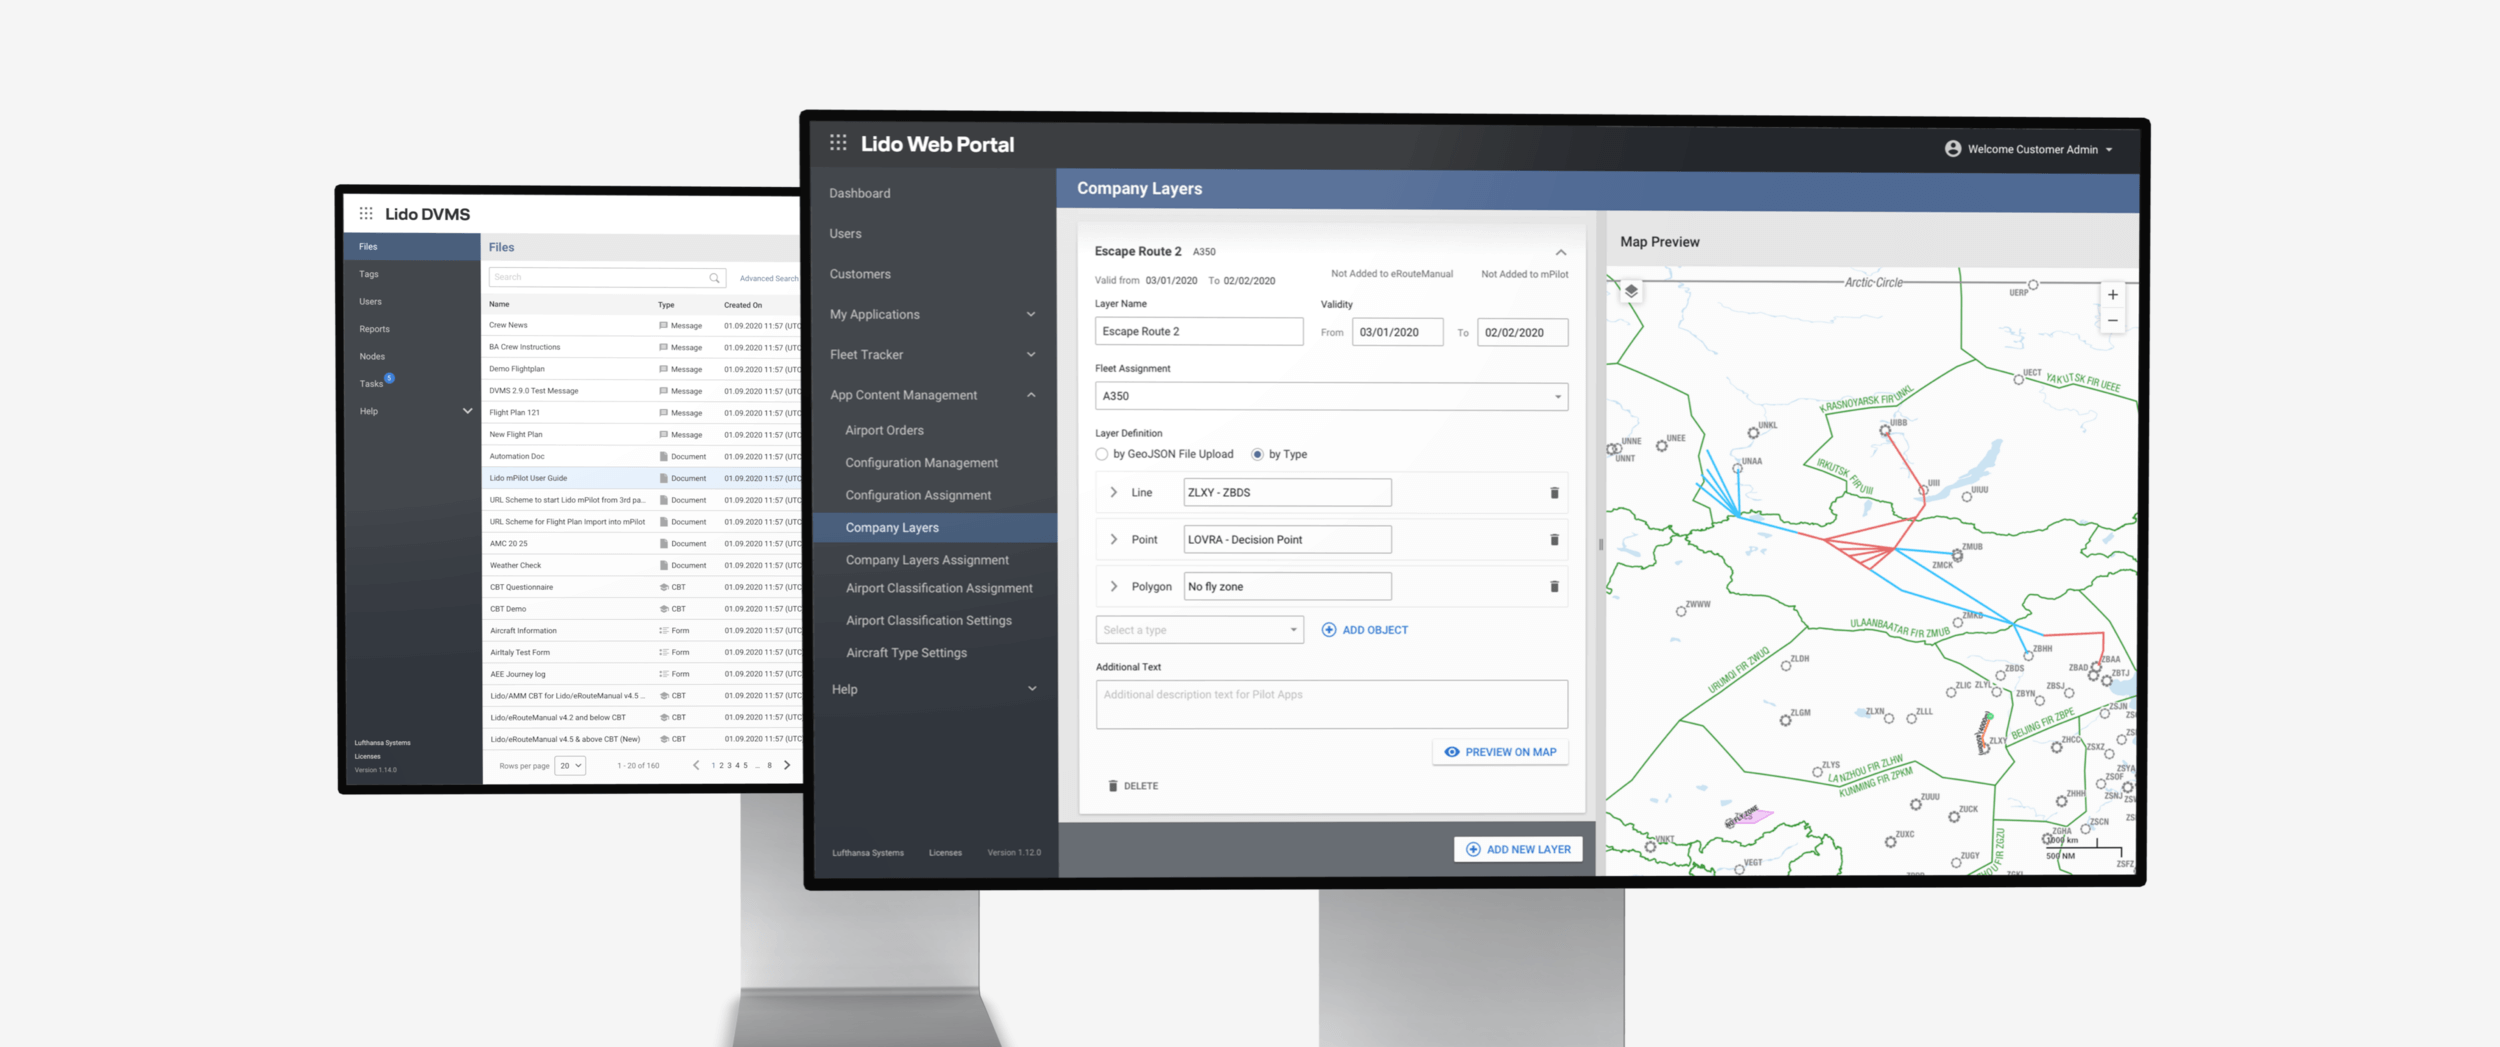 Lido DVMS
Files
Tags
Users
Reports
Nodes
Tasks 5
Help
Lufthansa Systems
Licenses
Version 1.14.0
Files
Search
Advanced Search
Name Type Created On
Crew News Message 01.09.2020 11:57 (UTC
BA Crew Instructions Message 01.09.2020 11:57 (UTC
Demo Flightplan Message 01.09.2020 11:57 (UTC
DVMS 2.9.0 Test Message Message 01.09.2020 11:57 (UTC
Flight Plan 121 Message 01.09.2020 11:57 (UTC
New Flight Plan Message 01.09.2020 11:57 (UTC
Automation Doc Document 01.09.2020 11:57 (UTC
Lido mPilot User Guide Document 01.09.2020 11:57 (UTC
URL Scheme to start Lido mPilot from 3rd pa... Document 01.09.2020 11:57 (UTC
URL Scheme for Flight Plan Import into mPilot Document 01.09.2020 11:57 (UTC
AMC 20 25 Document 01.09.2020 11:57 (UTC
Weather Check Document 01.09.2020 11:57 (UTC
CBT Questionnaire CBT 01.09.2020 11:57 (UTC
CBT Demo CBT 01.09.2020 11:57 (UTC
Aircraft Information Form 01.09.2020 11:57 (UTC
AirItaly Test Form Form 01.09.2020 11:57 (UTC
AEE Journey log Form 01.09.2020 11:57 (UTC
Lido/AMM CBT for Lido/eRouteManual v4.5 ... CBT 01.09.2020 11:57 (UTC
Lido/eRouteManual v4.2 and below CBT CBT 01.09.2020 11:57 (UTC
Lido/eRouteManual v4.5 & above CBT (New) CBT 01.09.2020 11:57 (UTC
Rows per page 20 1 - 20 of 160 1 2 3 4 5 ... 8
Lido Web Portal
Welcome Customer Admin
Dashboard
Users
Customers
My Applications
Fleet Tracker
App Content Management
Airport Orders
Configuration Management
Configuration Assignment
Company Layers
Company Layers Assignment
Airport Classification Assignment
Airport Classification Settings
Aircraft Type Settings
Help
Lufthansa Systems Licenses Version 1.12.0
Company Layers
Escape Route 2 A350
Valid from 03/01/2020 To 02/02/2020
Not Added to eRouteManual Not Added to mPilot
Layer Name
Escape Route 2
Validity
From 03/01/2020 To 02/02/2020
Fleet Assignment
A350
Layer Definition
by GeoJSON File Upload by Type
Line ZLXY - ZBDS
Point LOVRA - Decision Point
Polygon No fly zone
Select a type
ADD OBJECT
Additional Text
Additional description text for Pilot Apps
PREVIEW ON MAP
DELETE
ADD NEW LAYER
Map Preview
Arctic-Circle
UERP
+
−
UECT
YAKUTSK FIR UEEE
KRASNOYARSK FIR UNKL
UIBB
UNKL
UNNE
UNEE
UNNT
UNAA
IRKUTSK FIR UIII
UIII
UIUU
ZMUB
ZMCK
ZWWW
ULAANBAATAR FIR ZMUB
ZBHH
ZLDH
URUMQI FIR ZWUQ
ZBDS
ZBAD
ZBAA
ZBTJ
ZLIC
ZLYL
ZBYN
ZBSJ
ZLGM
ZLXN
ZLLL
ZSJN
BEIJING FIR ZBPE
ZLXY
ZHCC
ZSXZ
ZLYS
LANZHOU FIR ZLHW
KUNMING FIR ZPKM
ZSYA
ZSOF
ZHHH
ZSNJ
ZUUU
ZUCK
ZSCN
VNKT
ZUXC
ZGHA
1000 km
500 NM
ZUGY
VEGT
ZSFZ